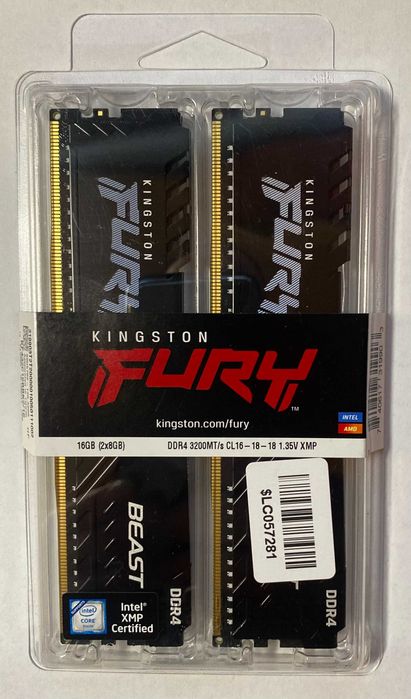 KINGSTON
FURY
KINGSTON
FURY
KINGSTON
FURY™
kingston.com/fury
INTEL
AMD
16GB (2x8GB)
DDR4 3200MT/s CL16-18-18 1.35V XMP
$LC057281
BEAST
DDR4
DDR4
intel
CORE
Intel®
XMP
Certified